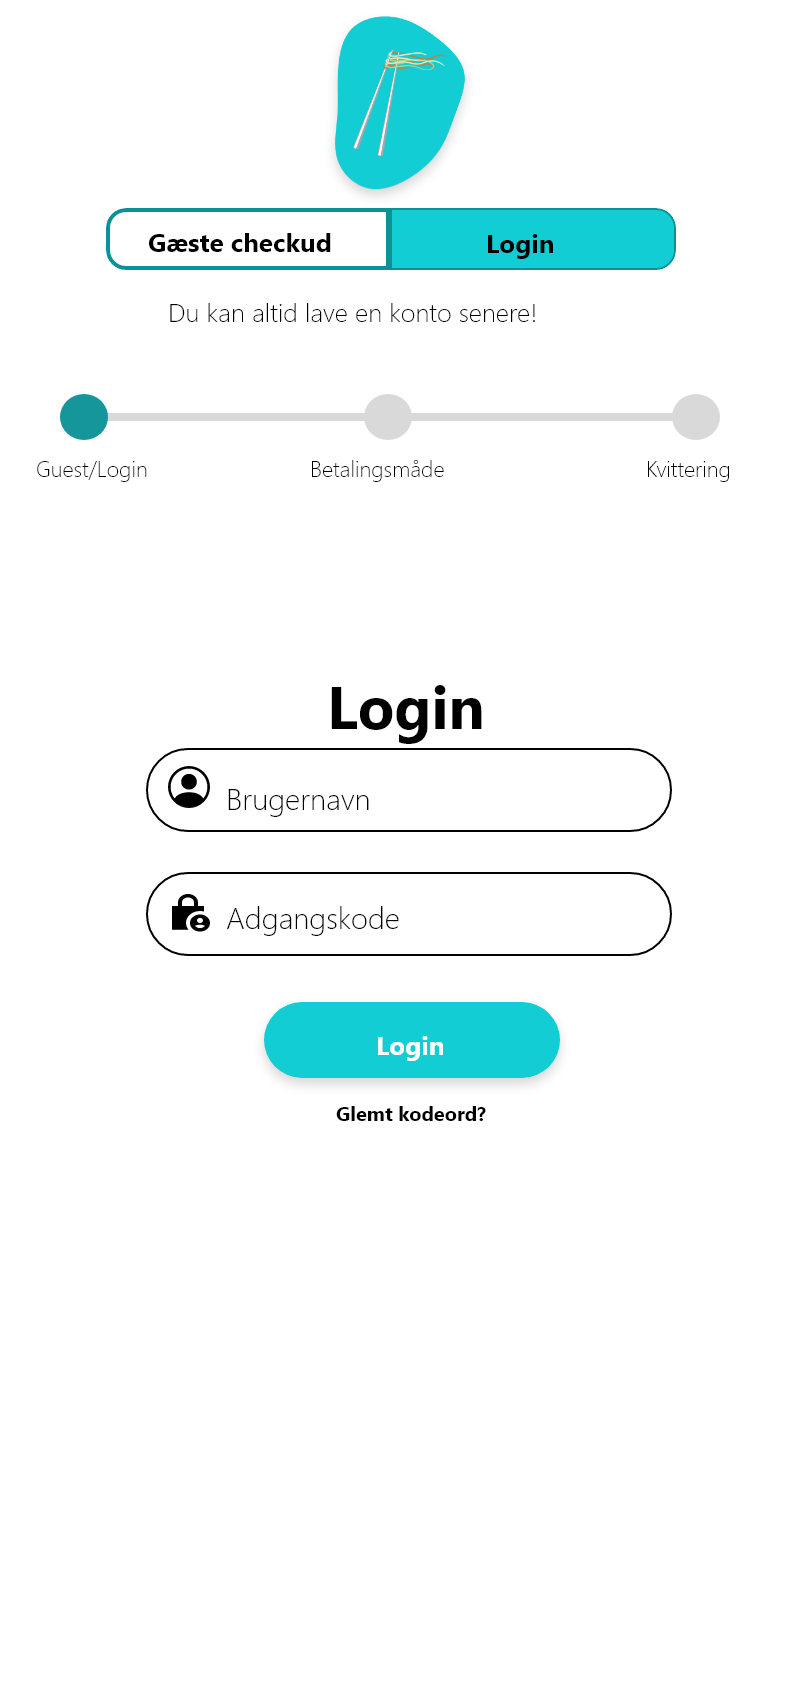 Gæste checkud
Login
Du kan altid lave en konto senere!
Guest/Login
Betalingsmåde
Kvittering
Login
Brugernavn
Adgangskode
Login
Glemt kodeord?